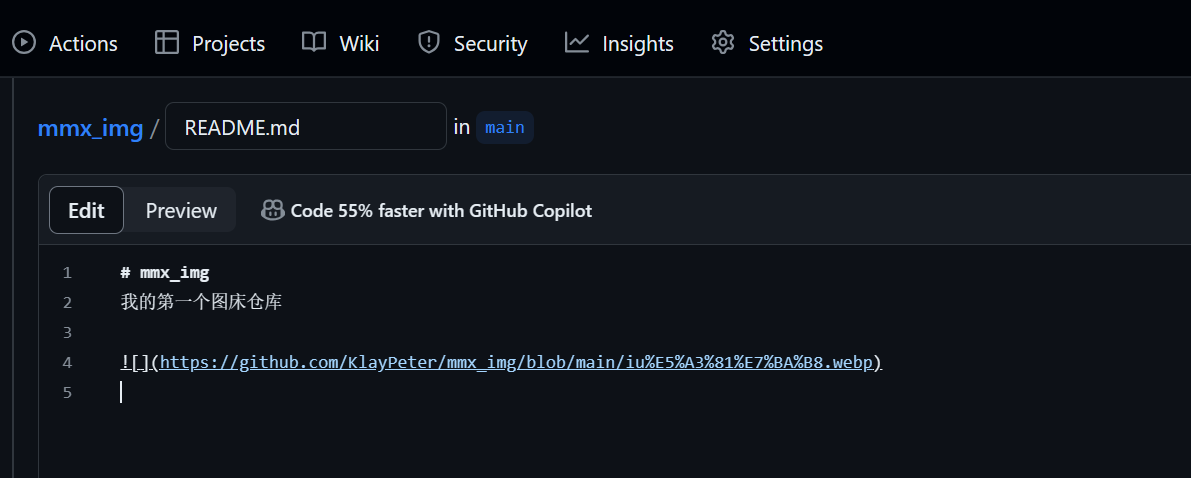 Actions Projects Wiki Security Insights Settings
mmx_img / README.md in main
Edit Preview Code 55% faster with GitHub Copilot
1 # mmx_img
2 我的第一个图床仓库
3
4 ![](https://github.com/KlayPeter/mmx_img/blob/main/iu%E5%A3%81%E7%BA%B8.webp)
5